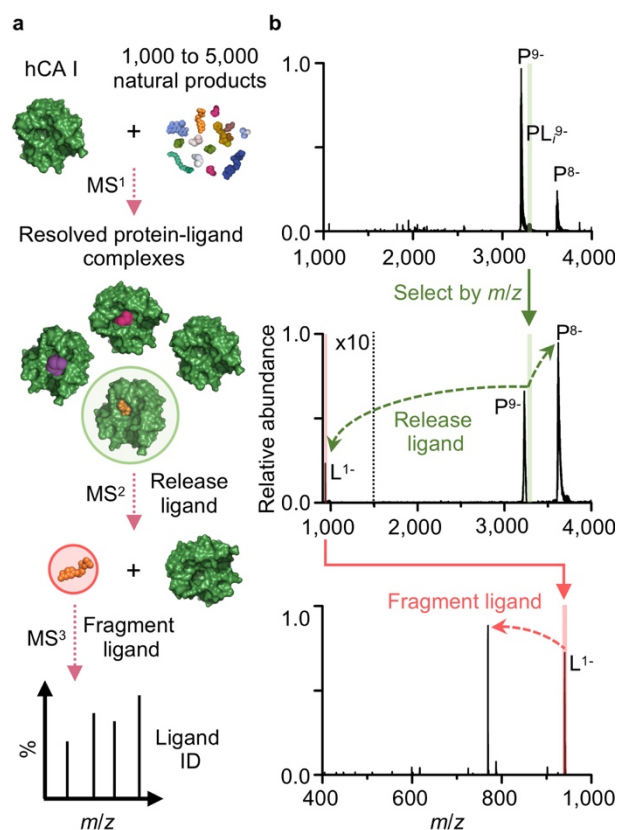 a
hCA I
1,000 to 5,000
natural products
+
MS¹
Resolved protein-ligand
complexes
MS²
Release
ligand
+
MS³
Fragment
ligand
%
Ligand
ID
m/z
b
Relative abundance
P⁹⁻
PLᵢ⁹⁻
P⁸⁻
1.0
0.0
1,000
2,000
3,000
4,000
Select by m/z
x10
P⁸⁻
P⁹⁻
Release
ligand
L¹⁻
1.0
0.0
1,000
2,000
3,000
4,000
Fragment ligand
L¹⁻
1.0
0.0
400
600
800
1,000
m/z